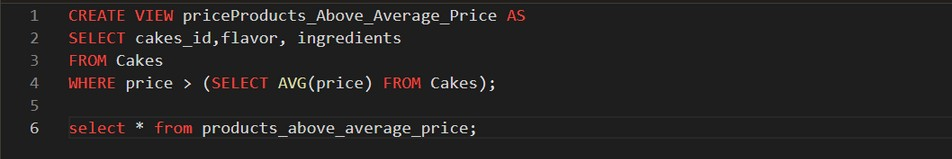 1 CREATE VIEW priceProducts_Above_Average_Price AS
2 SELECT cakes_id,flavor, ingredients
3 FROM Cakes
4 WHERE price > (SELECT AVG(price) FROM Cakes);
5
6 select * from products_above_average_price;